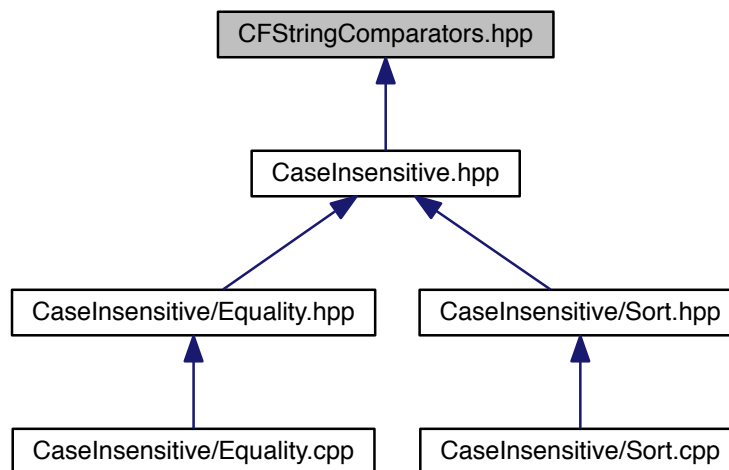 CFStringComparators.hpp
CaseInsensitive.hpp
CaseInsensitive/Equality.hpp
CaseInsensitive/Sort.hpp
CaseInsensitive/Equality.cpp
CaseInsensitive/Sort.cpp